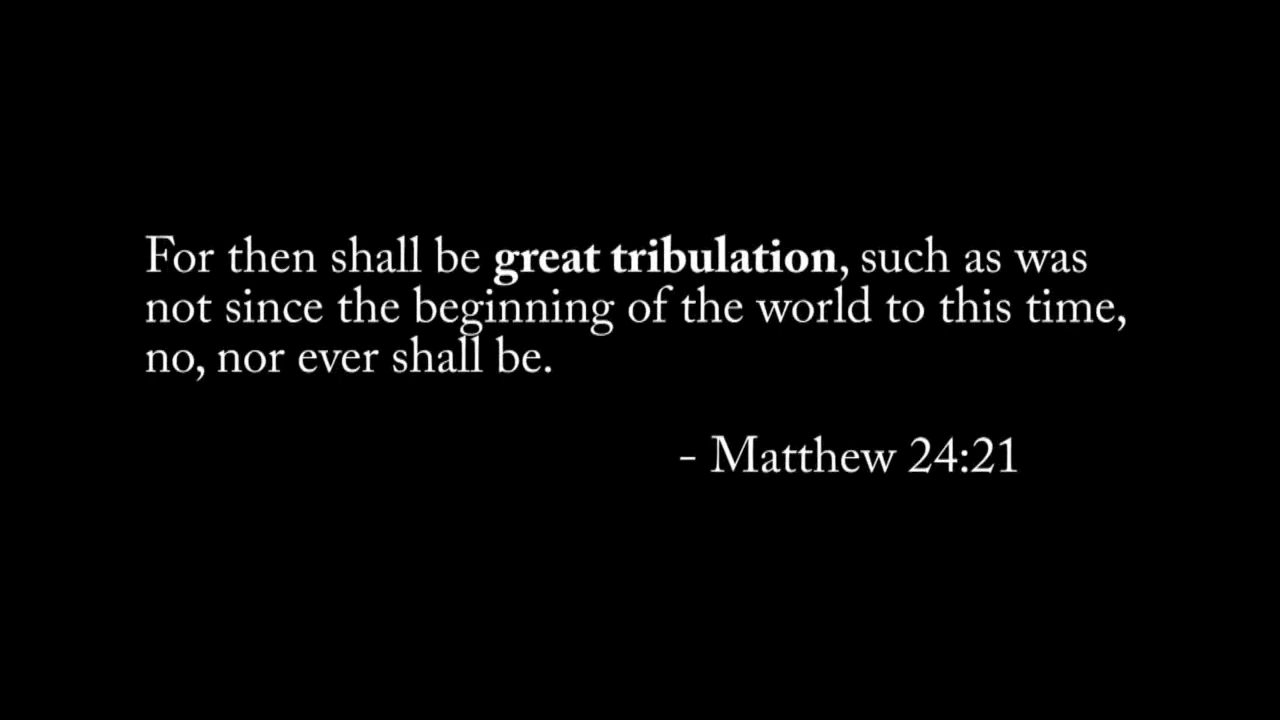 For then shall be great tribulation, such as was
not since the beginning of the world to this time,
no, nor ever shall be.
- Matthew 24:21